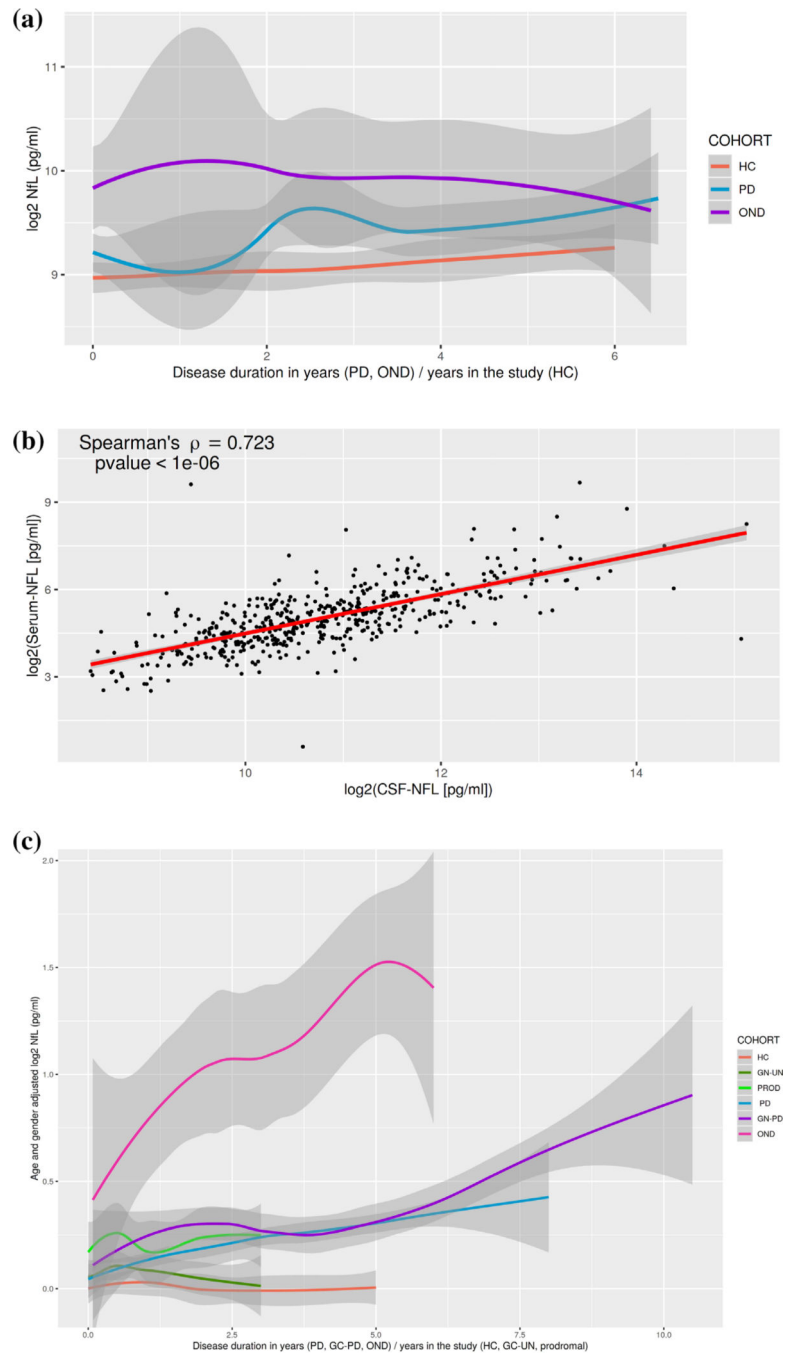 (a)
11
10
9
log2 NfL (pg/ml)
0 2 4 6
Disease duration in years (PD, OND) / years in the study (HC)
COHORT
HC
PD
OND
(b)
Spearman's ρ = 0.723
pvalue < 1e-06
9
6
3
log2(Serum-NFL [pg/ml])
10 12 14
log2(CSF-NFL [pg/ml])
(c)
2.0
1.5
1.0
0.5
0.0
Age and gender adjusted log2 NfL (pg/ml)
0.0 2.5 5.0 7.5 10.0
Disease duration in years (PD, GC-PD, OND) / years in the study (HC, GC-UN, prodromal)
COHORT
HC
GN-UN
PROD
PD
GN-PD
OND